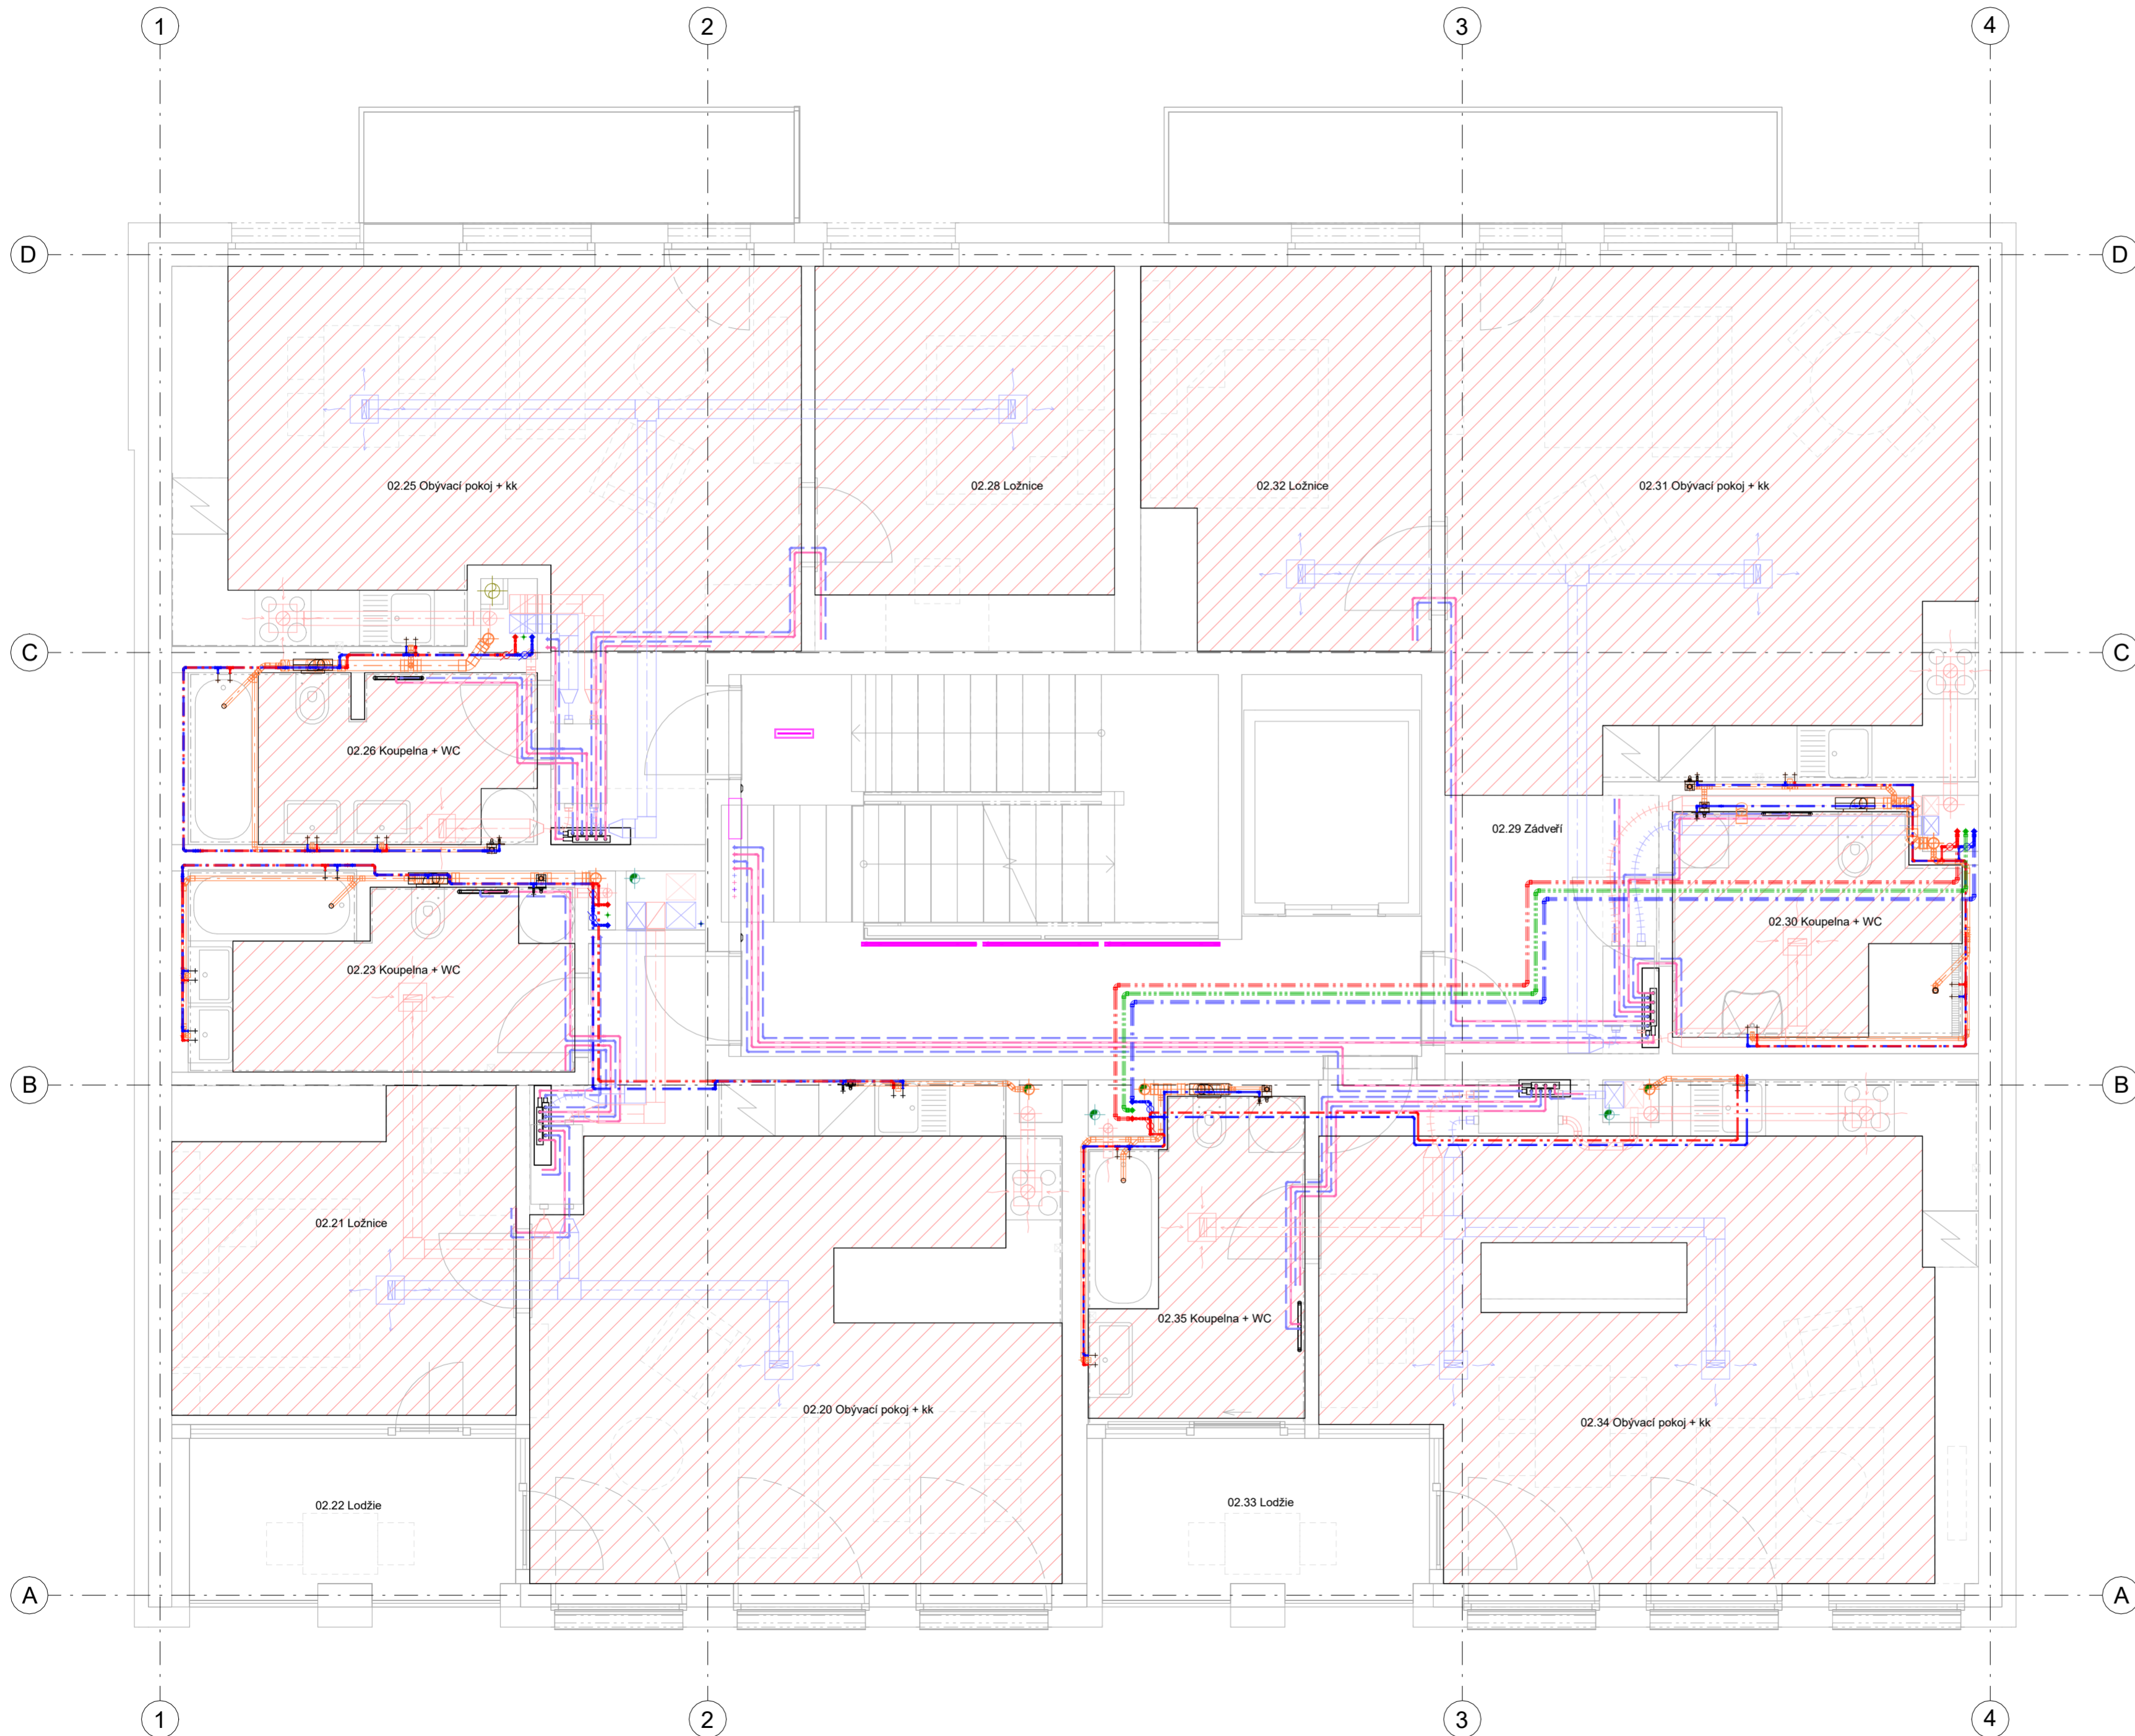 1 2 3 4
D D
02.25 Obývací pokoj + kk
02.28 Ložnice
02.32 Ložnice
02.31 Obývací pokoj + kk
C C
02.26 Koupelna + WC
02.29 Zádveří
02.30 Koupelna + WC
02.23 Koupelna + WC
B B
02.21 Ložnice
02.35 Koupelna + WC
02.20 Obývací pokoj + kk
02.34 Obývací pokoj + kk
02.22 Lodžie
02.33 Lodžie
A A
1 2 3 4